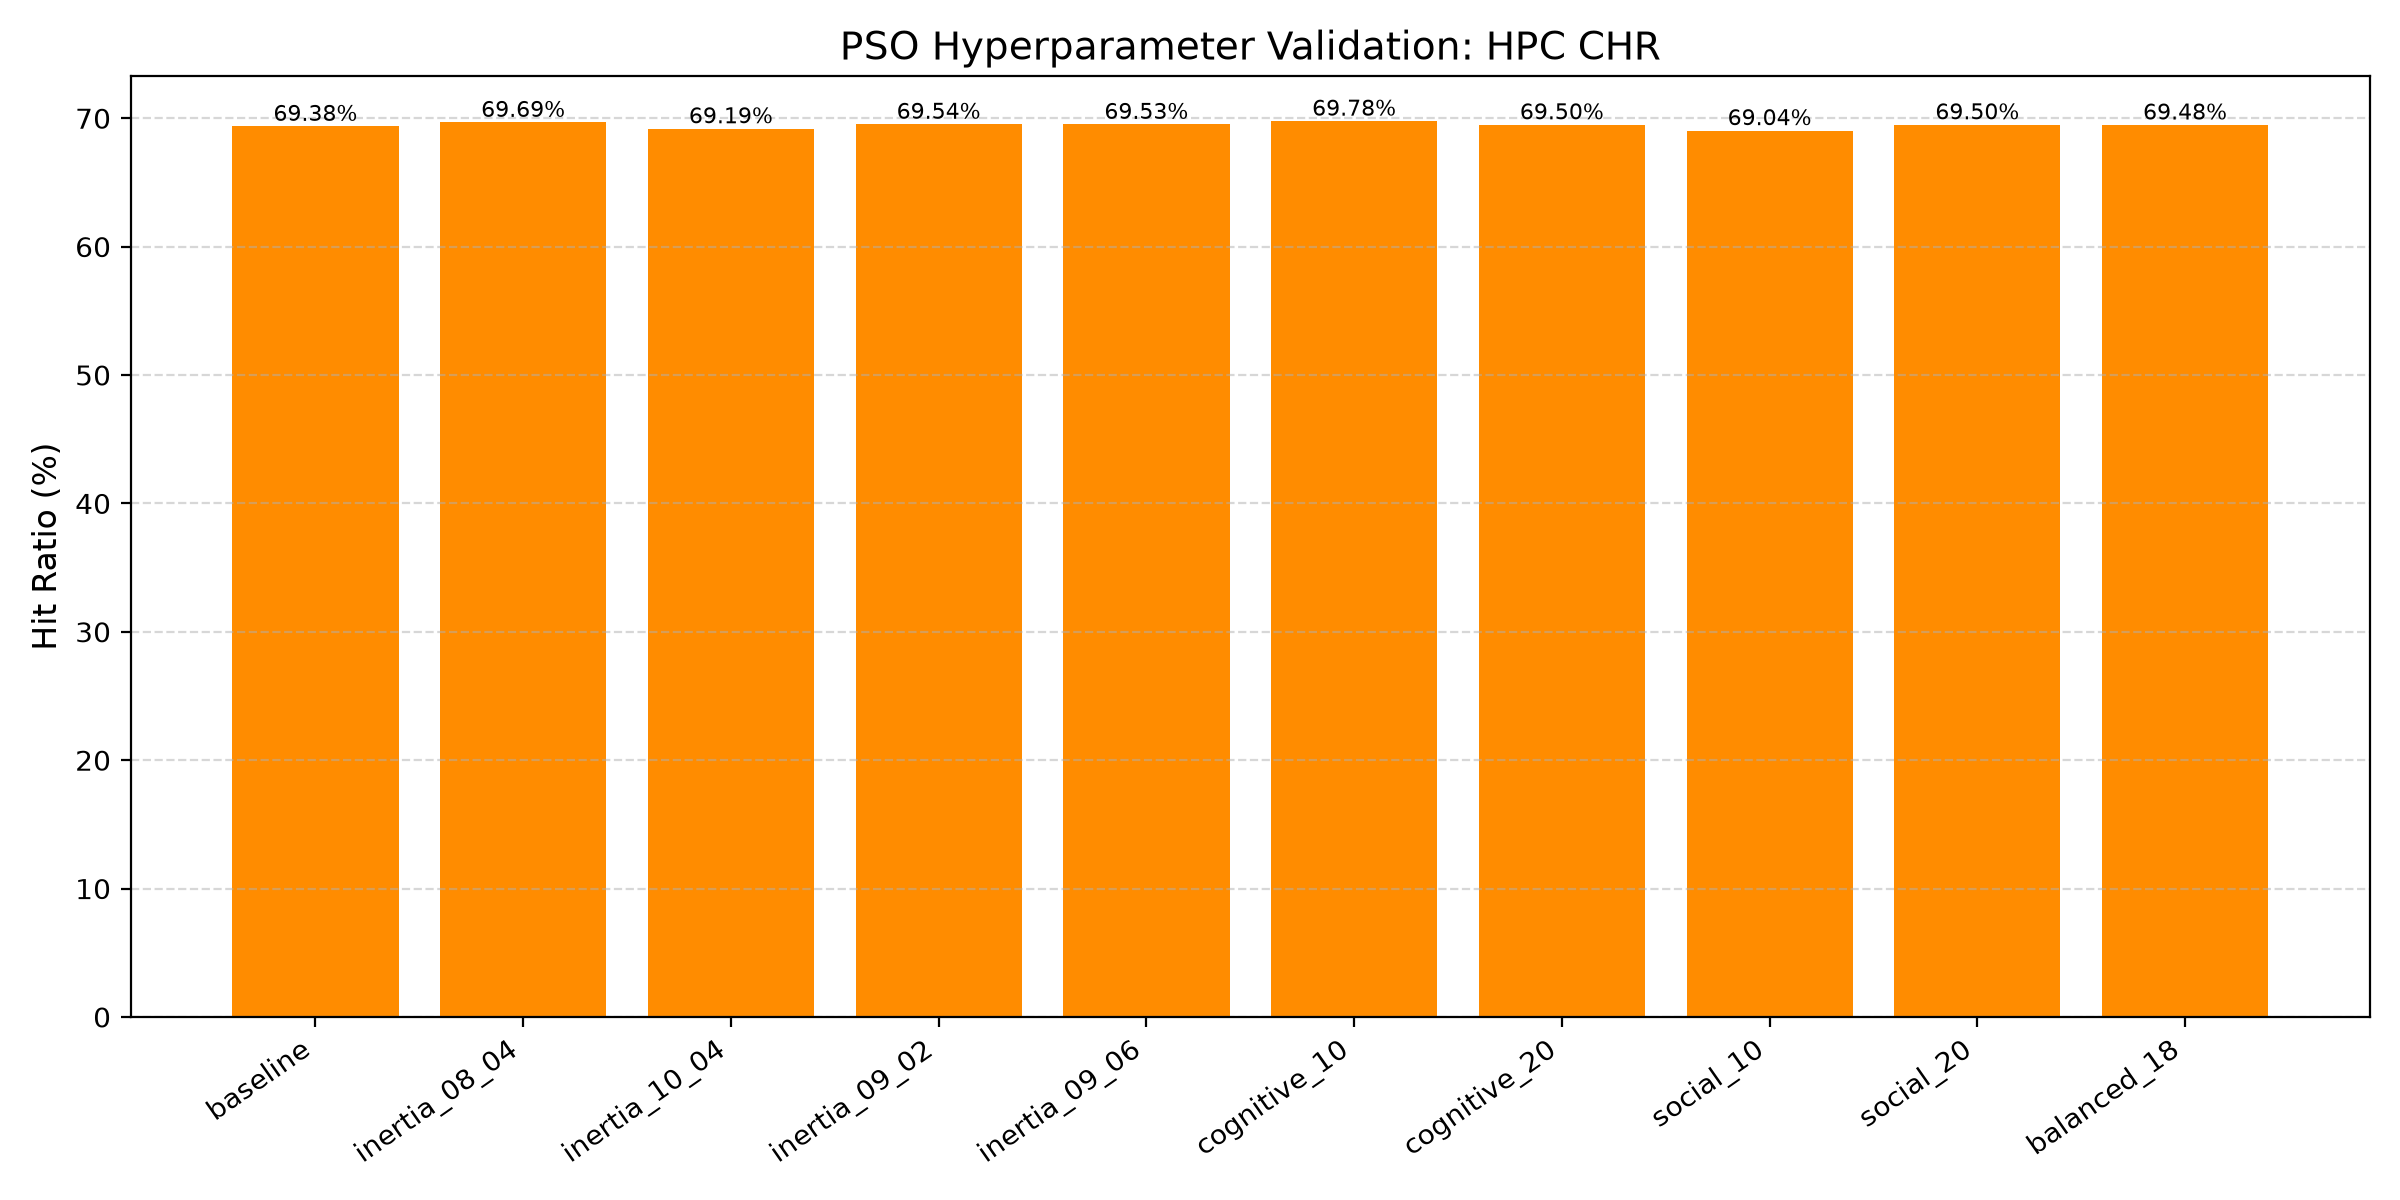 PSO Hyperparameter Validation: HPC CHR
Hit Ratio (%)
70
60
50
40
30
20
10
0
69.38%
69.69%
69.19%
69.54%
69.53%
69.78%
69.50%
69.04%
69.50%
69.48%
baseline
inertia_08_04
inertia_10_04
inertia_09_02
inertia_09_06
cognitive_10
cognitive_20
social_10
social_20
balanced_18